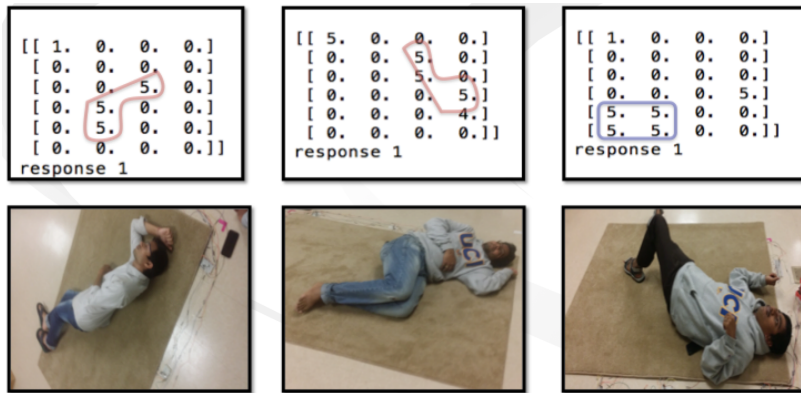 [[ 1. 0. 0. 0.]
[ 0. 0. 0. 0.]
[ 0. 0. 5. 0.]
[ 0. 5. 0. 0.]
[ 0. 5. 0. 0.]
[ 0. 0. 0. 0.]]
response 1
[[ 5. 0. 0. 0.]
[ 0. 0. 5. 0.]
[ 0. 0. 5. 0.]
[ 0. 0. 0. 5.]
[ 0. 0. 0. 4.]
[ 0. 0. 0. 0.]]
response 1
[[ 1. 0. 0. 0.]
[ 0. 0. 0. 0.]
[ 0. 0. 0. 0.]
[ 0. 0. 0. 5.]
[ 5. 5. 0. 0.]
[ 5. 5. 0. 0.]]
response 1
UCI
UCI